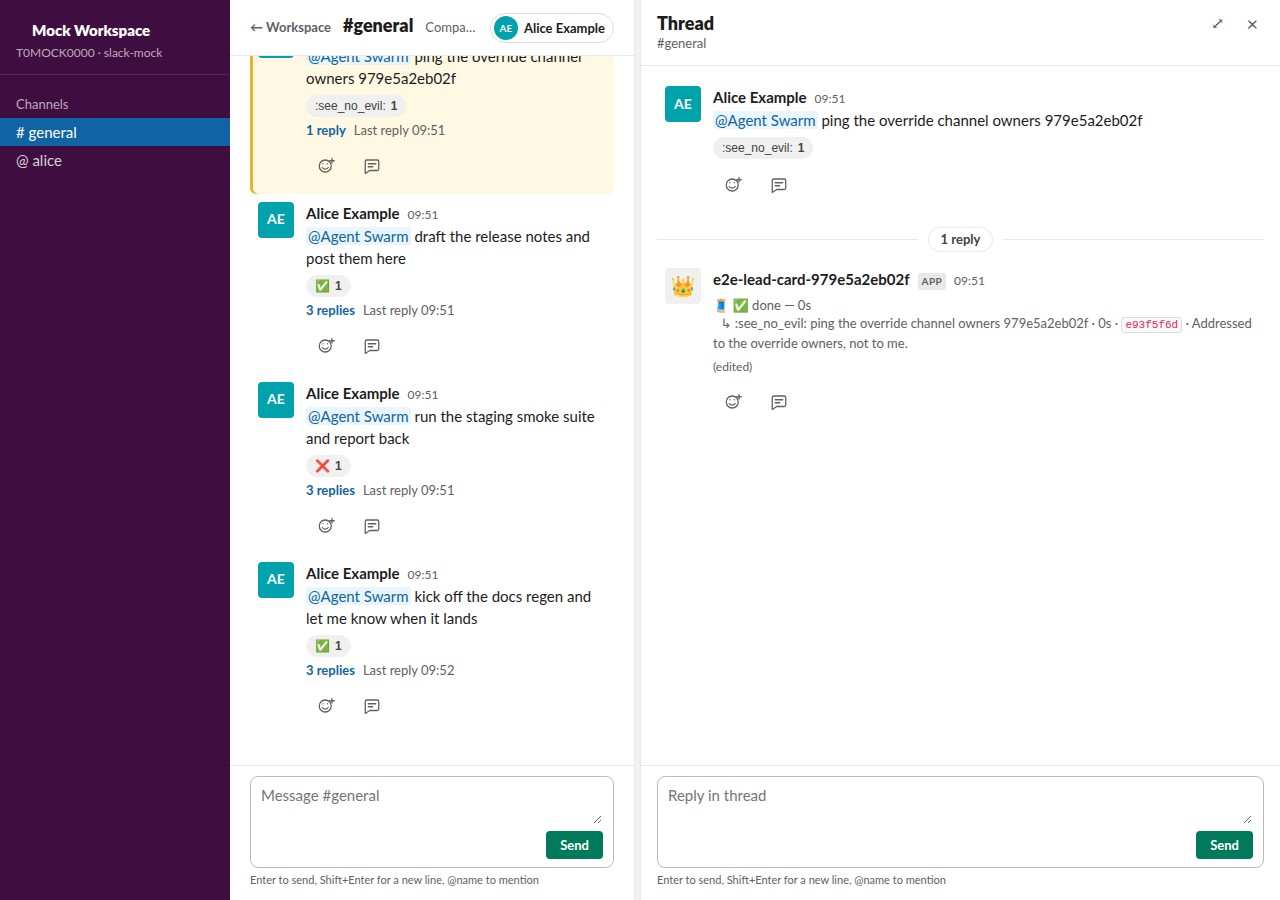 Mock Workspace
T0MOCK0000 · slack-mock
Channels
# general
@ alice
← Workspace #general Compa... AE Alice Example
@Agent Swarm ping the override channel
owners 979e5a2eb02f
:see_no_evil: 1
1 reply Last reply 09:51
AE Alice Example 09:51
@Agent Swarm draft the release notes and
post them here
✅ 1
3 replies Last reply 09:51
AE Alice Example 09:51
@Agent Swarm run the staging smoke suite
and report back
❌ 1
3 replies Last reply 09:51
AE Alice Example 09:51
@Agent Swarm kick off the docs regen and
let me know when it lands
✅ 1
3 replies Last reply 09:52
Message #general
Send
Enter to send, Shift+Enter for a new line, @name to mention
Thread
#general
AE Alice Example 09:51
@Agent Swarm ping the override channel owners 979e5a2eb02f
:see_no_evil: 1
1 reply
e2e-lead-card-979e5a2eb02f APP 09:51
🧵 ✅ done — 0s
↳ :see_no_evil: ping the override channel owners 979e5a2eb02f · 0s · e93f5f6d · Addressed
to the override owners, not to me.
(edited)
Reply in thread
Send
Enter to send, Shift+Enter for a new line, @name to mention